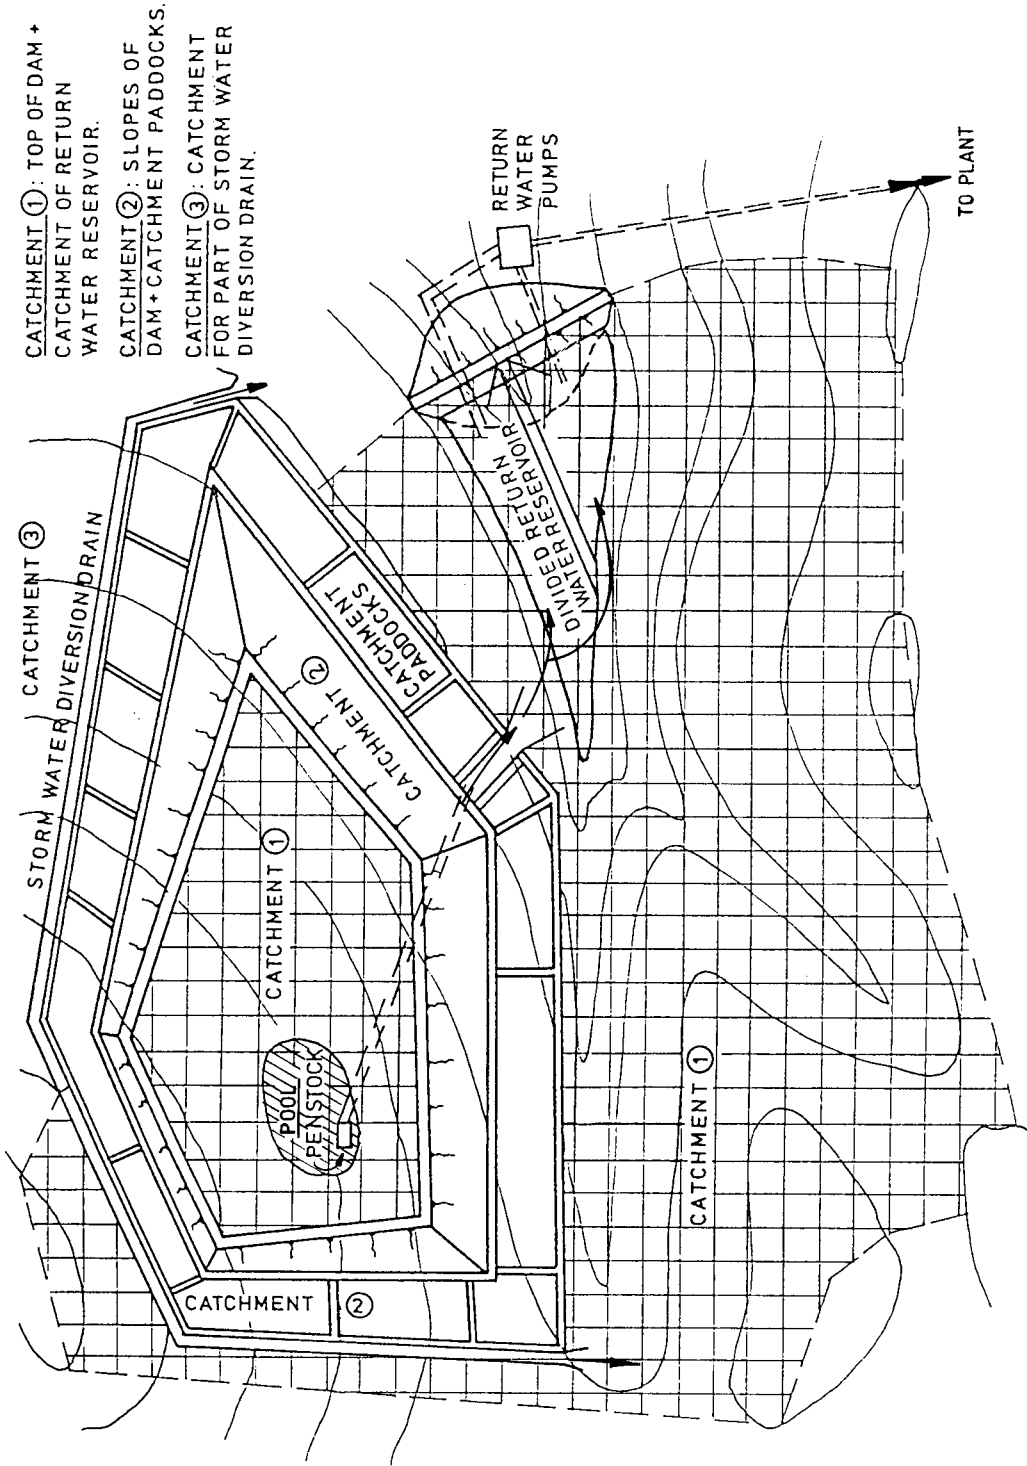 CATCHMENT ①: TOP OF DAM +
CATCHMENT OF RETURN
WATER RESERVOIR.
CATCHMENT ②: SLOPES OF
DAM+CATCHMENT PADDOCKS.
CATCHMENT ③: CATCHMENT
FOR PART OF STORM WATER
DIVERSION DRAIN.
CATCHMENT ③
STORM WATER DIVERSION DRAIN
CATCHMENT
PADDOCKS
CATCHMENT ②
CATCHMENT ①
POOL
PENSTOCK
CATCHMENT ②
DIVIDED RETURN
WATER RESERVOIR
RETURN
WATER
PUMPS
TO PLANT
CATCHMENT ①